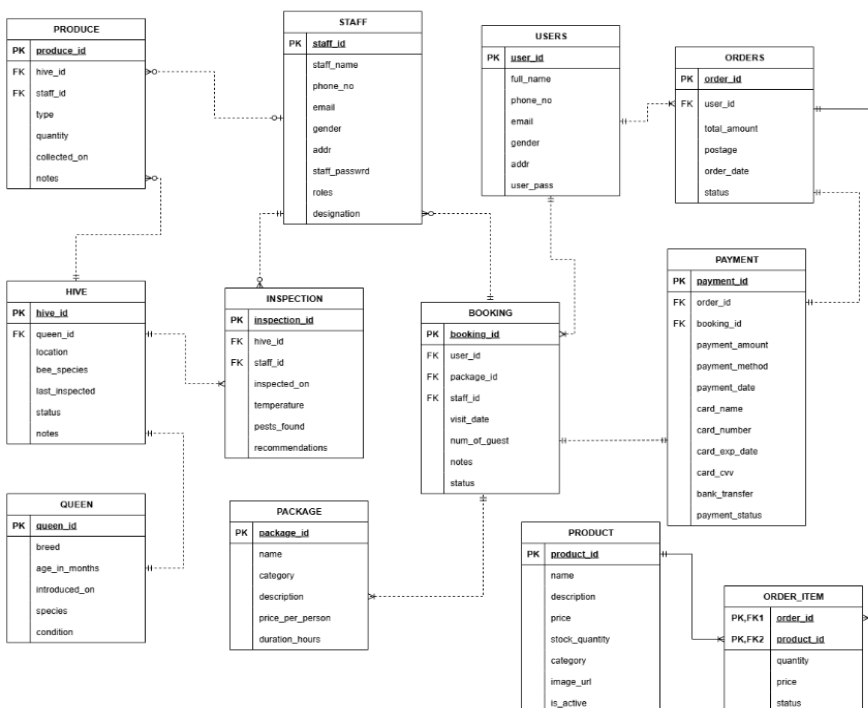 PRODUCE
PK produce_id
FK hive_id
FK staff_id
type
quantity
collected_on
notes
STAFF
PK staff_id
staff_name
phone_no
email
gender
addr
staff_passwrd
roles
designation
USERS
PK user_id
full_name
phone_no
email
gender
addr
user_pass
ORDERS
PK order_id
FK user_id
total_amount
postage
order_date
status
HIVE
PK hive_id
FK queen_id
location
bee_species
last_inspected
status
notes
INSPECTION
PK inspection_id
FK hive_id
FK staff_id
inspected_on
temperature
pests_found
recommendations
BOOKING
PK booking_id
FK user_id
FK package_id
FK staff_id
visit_date
num_of_guest
notes
status
PAYMENT
PK payment_id
FK order_id
FK booking_id
payment_amount
payment_method
payment_date
card_name
card_number
card_exp_date
card_cvv
bank_transfer
payment_status
QUEEN
PK queen_id
breed
age_in_months
introduced_on
species
condition
PACKAGE
PK package_id
name
category
description
price_per_person
duration_hours
PRODUCT
PK product_id
name
description
price
stock_quantity
category
image_url
is_active
ORDER_ITEM
PK,FK1 order_id
PK,FK2 product_id
quantity
price
status